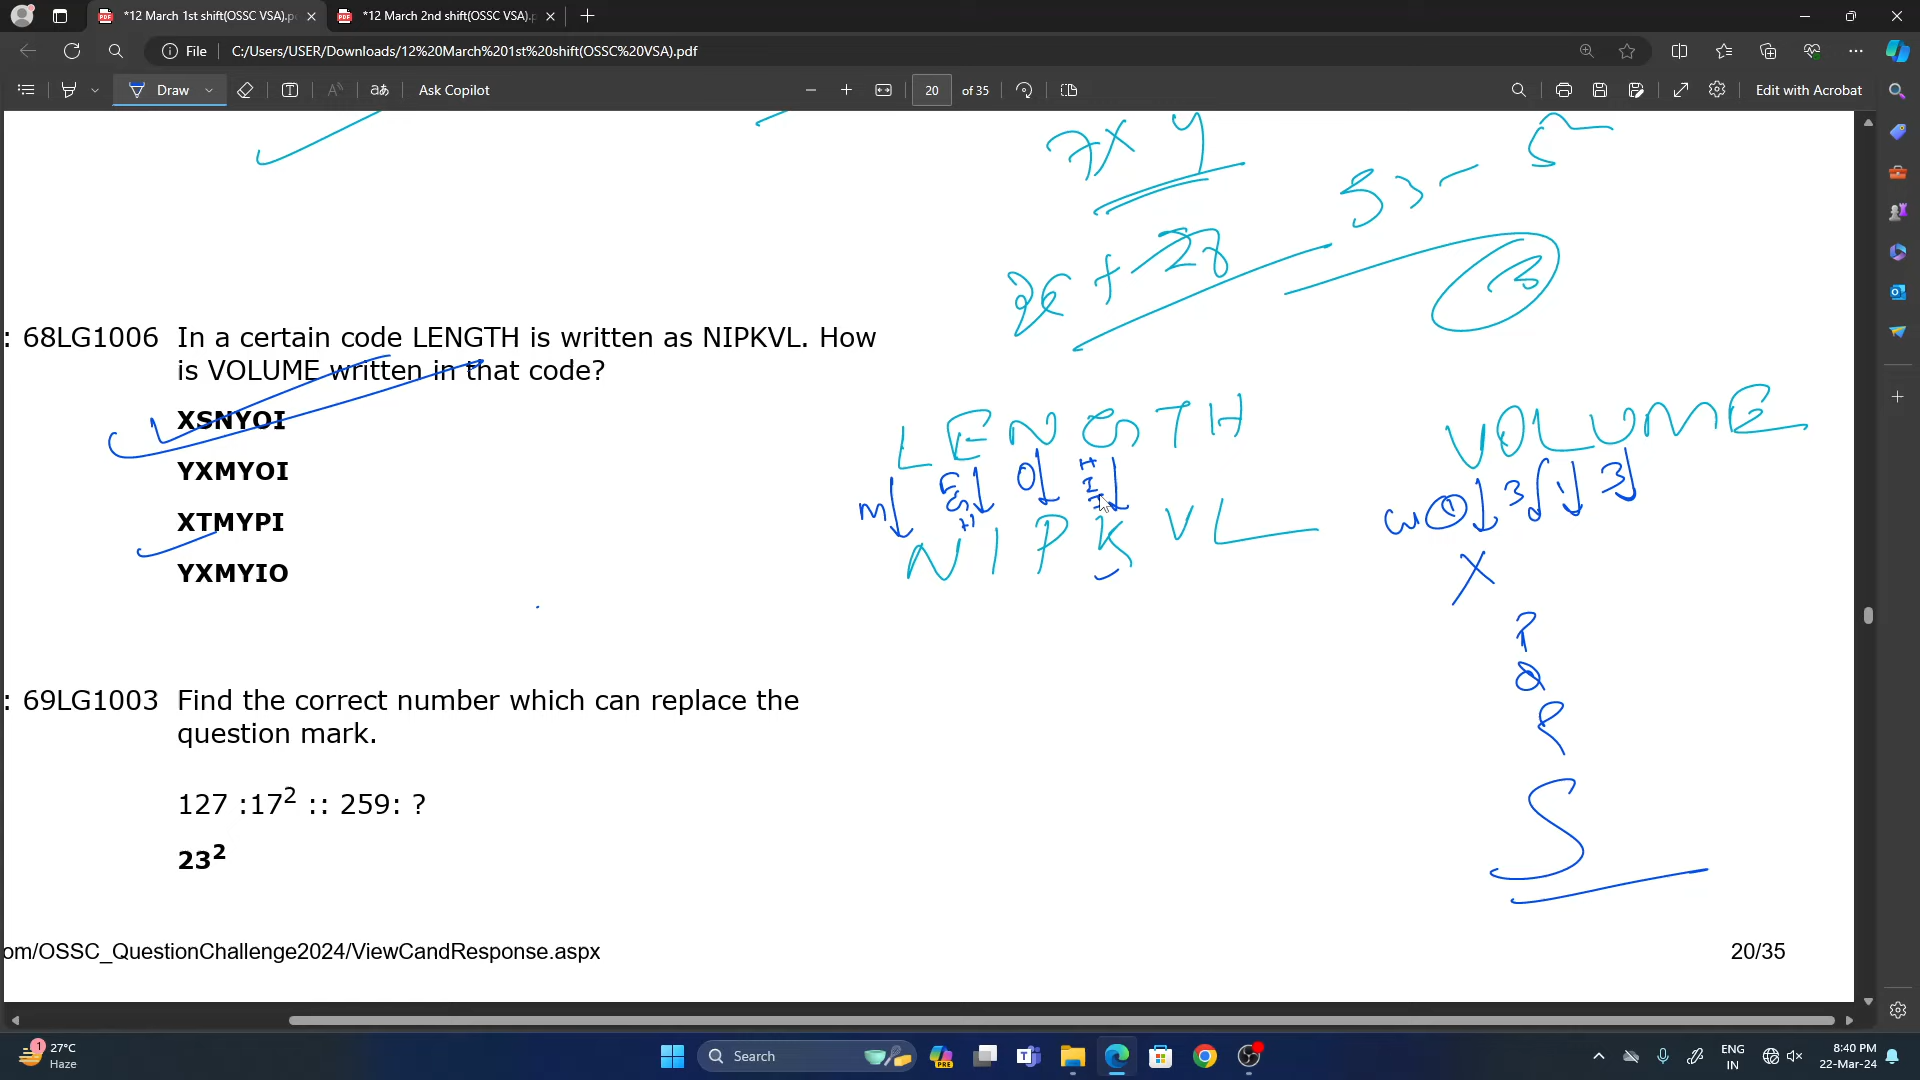 *12 March 1st shift(OSSC VSA).p
*12 March 2nd shift(OSSC VSA).
File
C:/Users/USER/Downloads/12%20March%201st%20shift(OSSC%20VSA).pdf
Draw
Ask Copilot
20
of 35
Edit with Acrobat
7x y
: 68LG1006 In a certain code LENGTH is written as NIPKVL. How
is VOLUME written in that code?
XSNYOI
YXMYOI
XTMYPI
YXMYIO
LENGTH
NIPKVL
VOLUME
X
S
: 69LG1003 Find the correct number which can replace the
question mark.
127 :17² :: 259: ?
23²
om/OSSC_QuestionChallenge2024/ViewCandResponse.aspx
20/35
1
27°C
Haze
Search
PRE
ENG
IN
8:40 PM
22-Mar-24